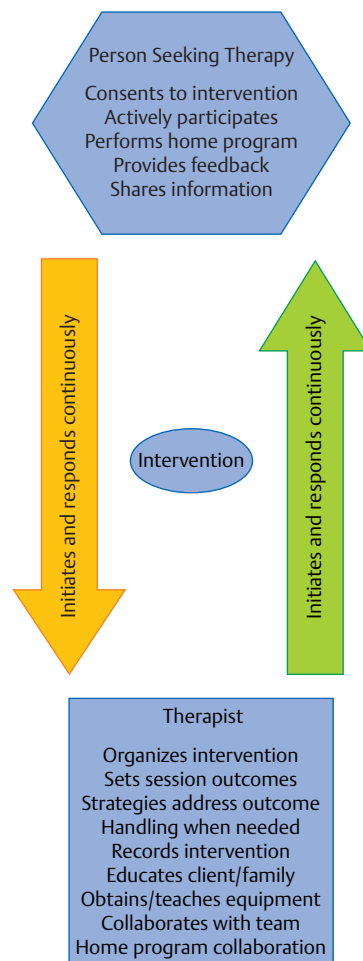 Person Seeking Therapy
Consents to intervention
Actively participates
Performs home program
Provides feedback
Shares information
Initiates and responds continuously
Intervention
Initiates and responds continuously
Therapist
Organizes intervention
Sets session outcomes
Strategies address outcome
Handling when needed
Records intervention
Educates client/family
Obtains/teaches equipment
Collaborates with team
Home program collaboration